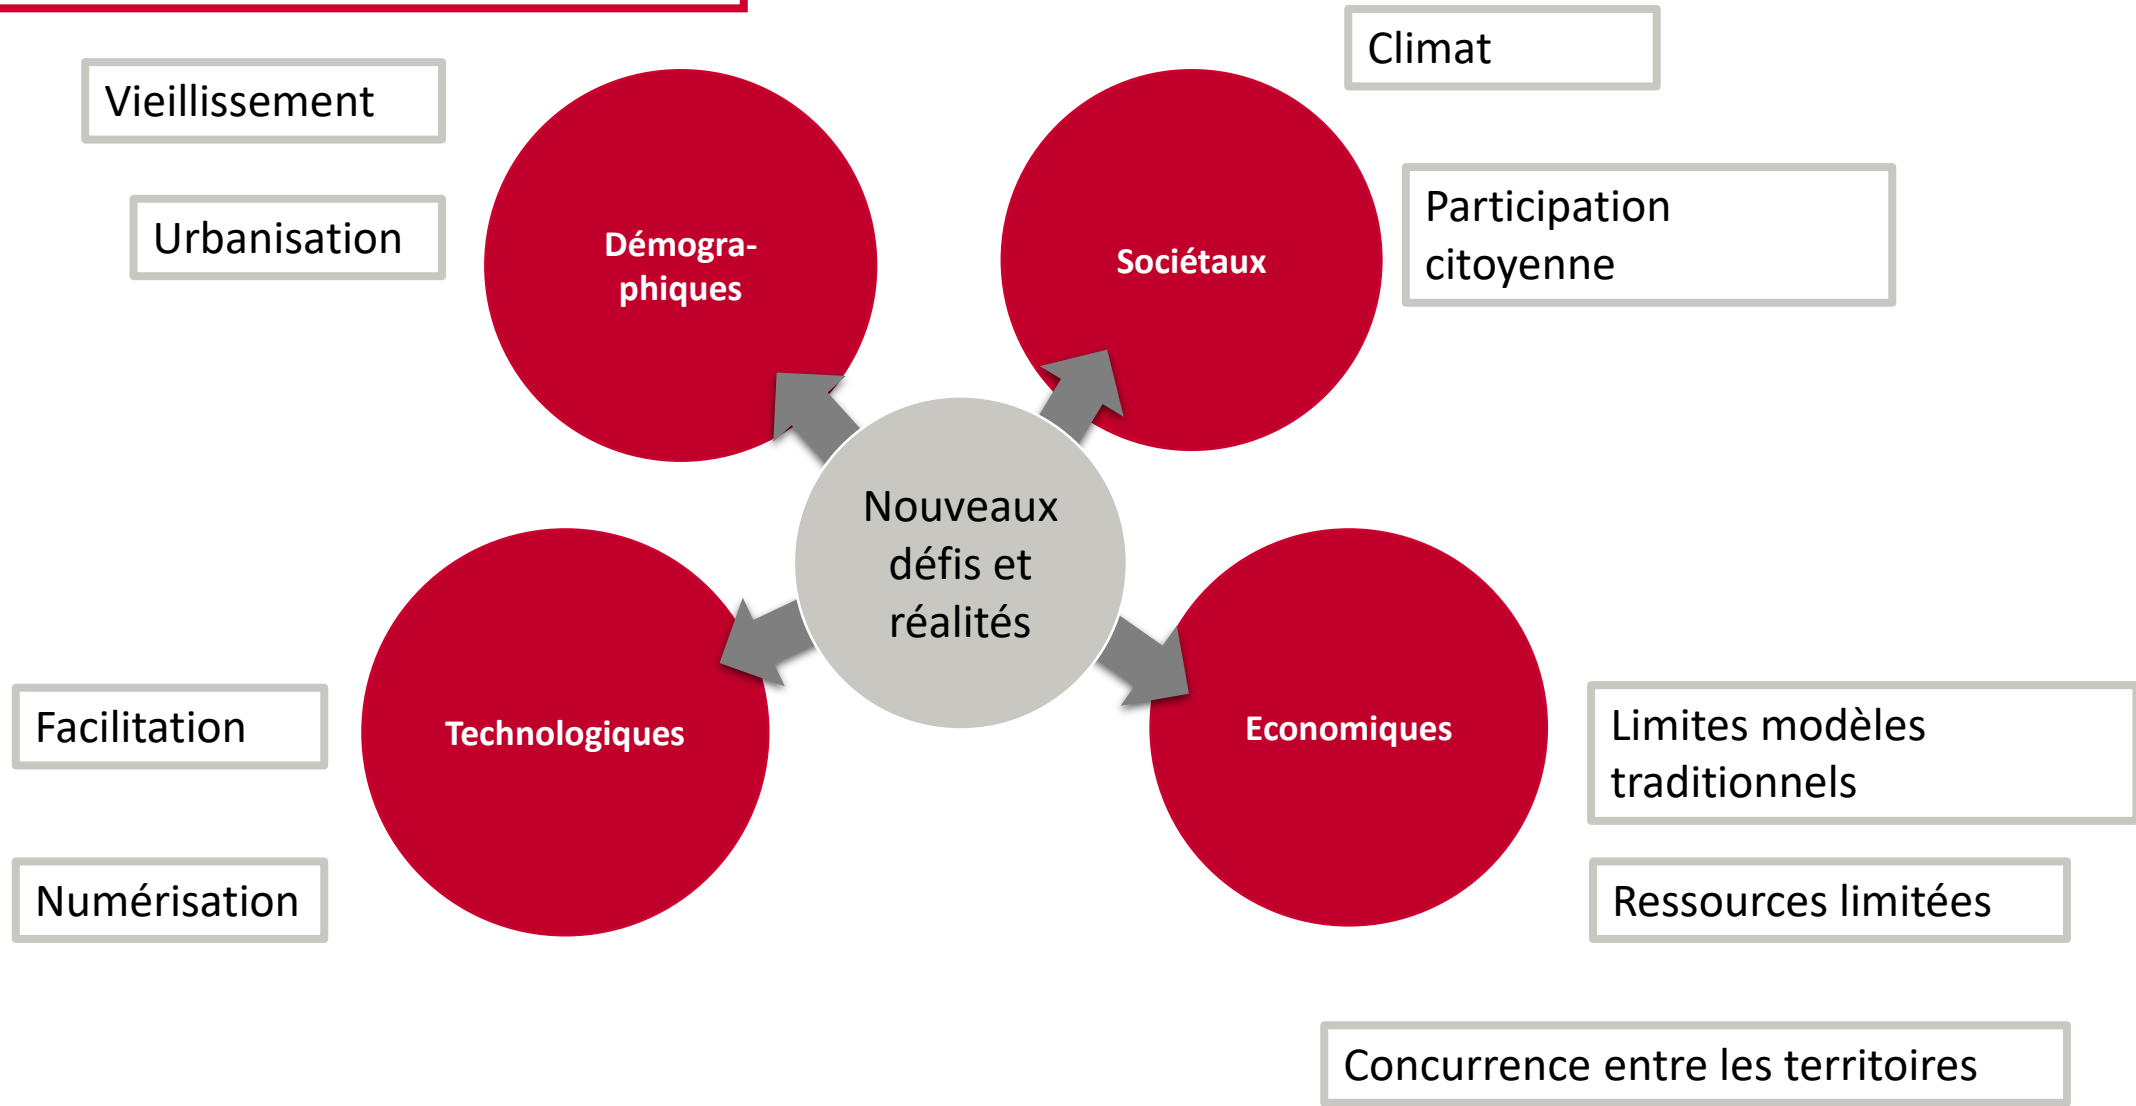 Climat
Vieillissement
Participation
citoyenne
Urbanisation
Démogra-
phiques
Sociétaux
Nouveaux
défis et
réalités
Facilitation
Technologiques
Economiques
Limites modèles
traditionnels
Numérisation
Ressources limitées
Concurrence entre les territoires